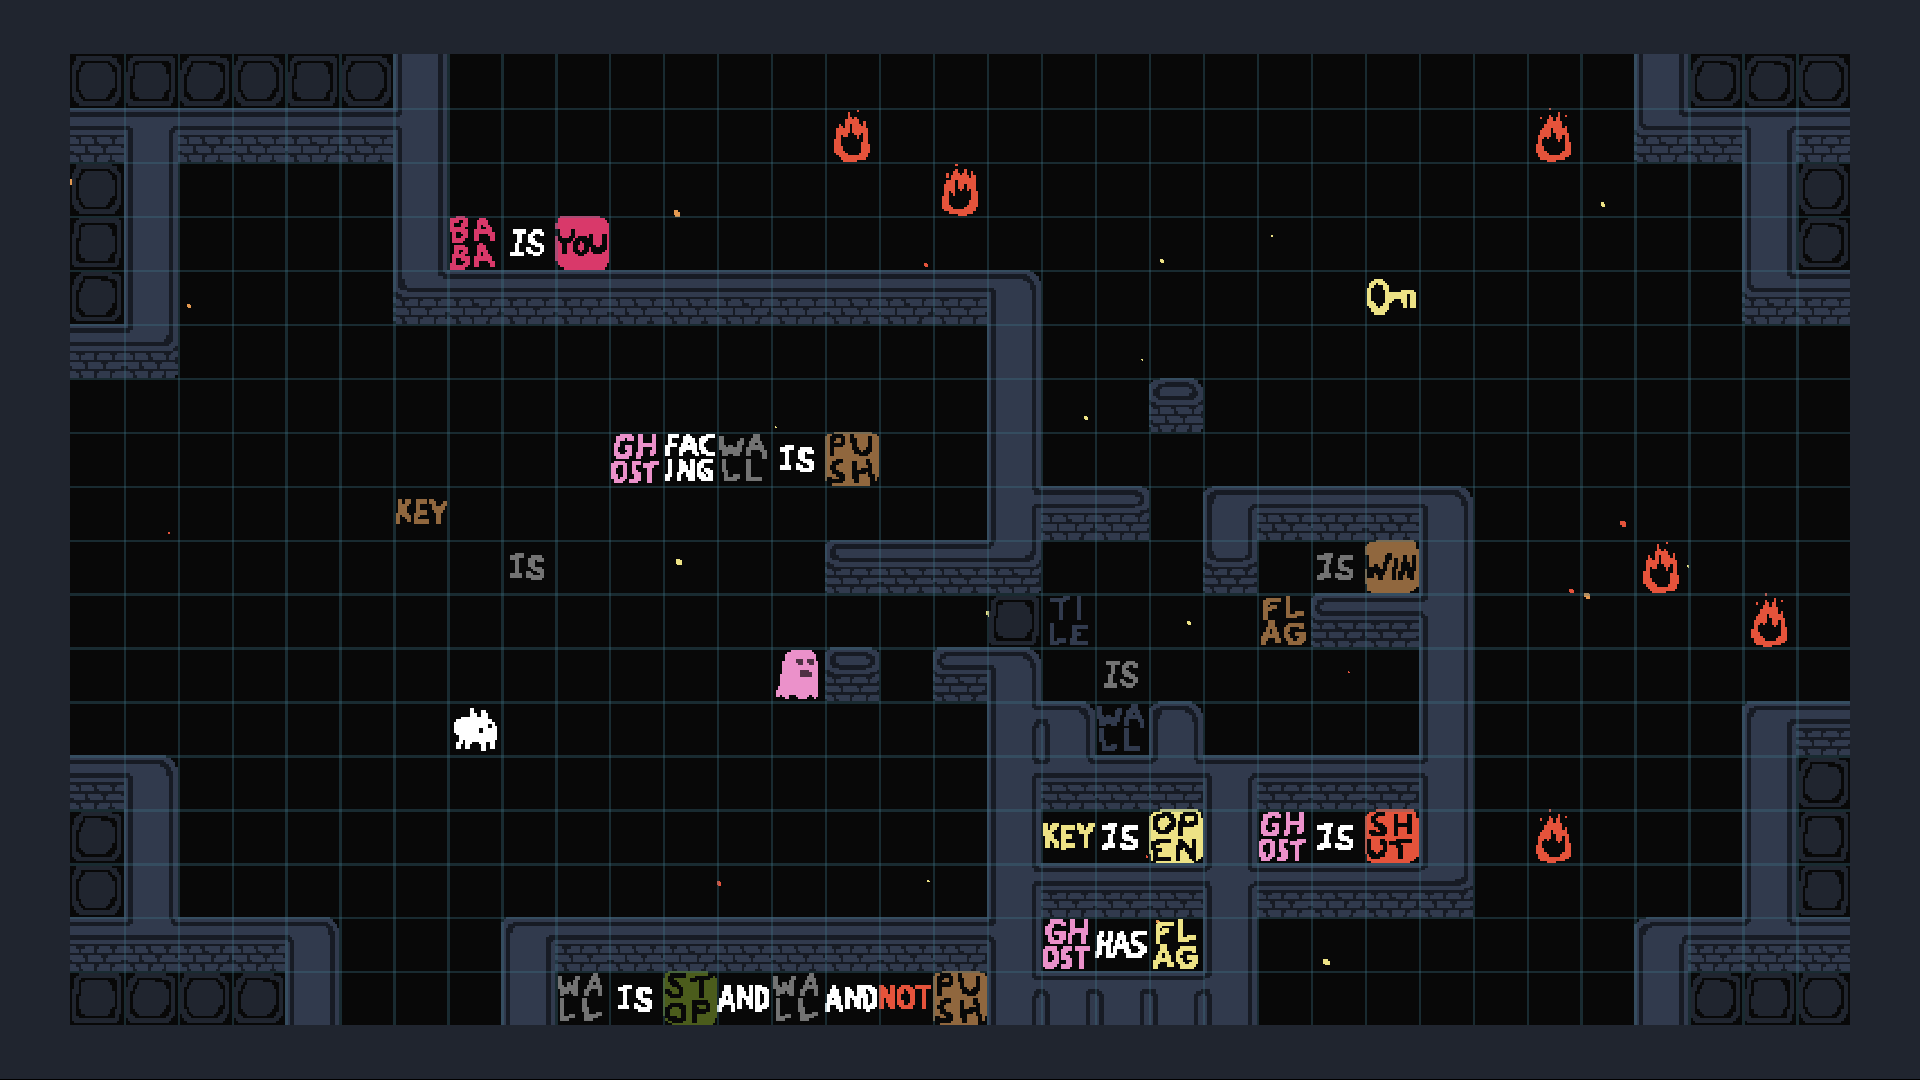 BABA IS YOU
GHOST FACING WALL IS PUSH
KEY
IS
IS WIN
TILE
FLAG
IS
WALL
KEY IS OPEN
GHOST IS SHUT
GHOST HAS FLAG
WALL IS STOP AND WALL AND NOT PUSH